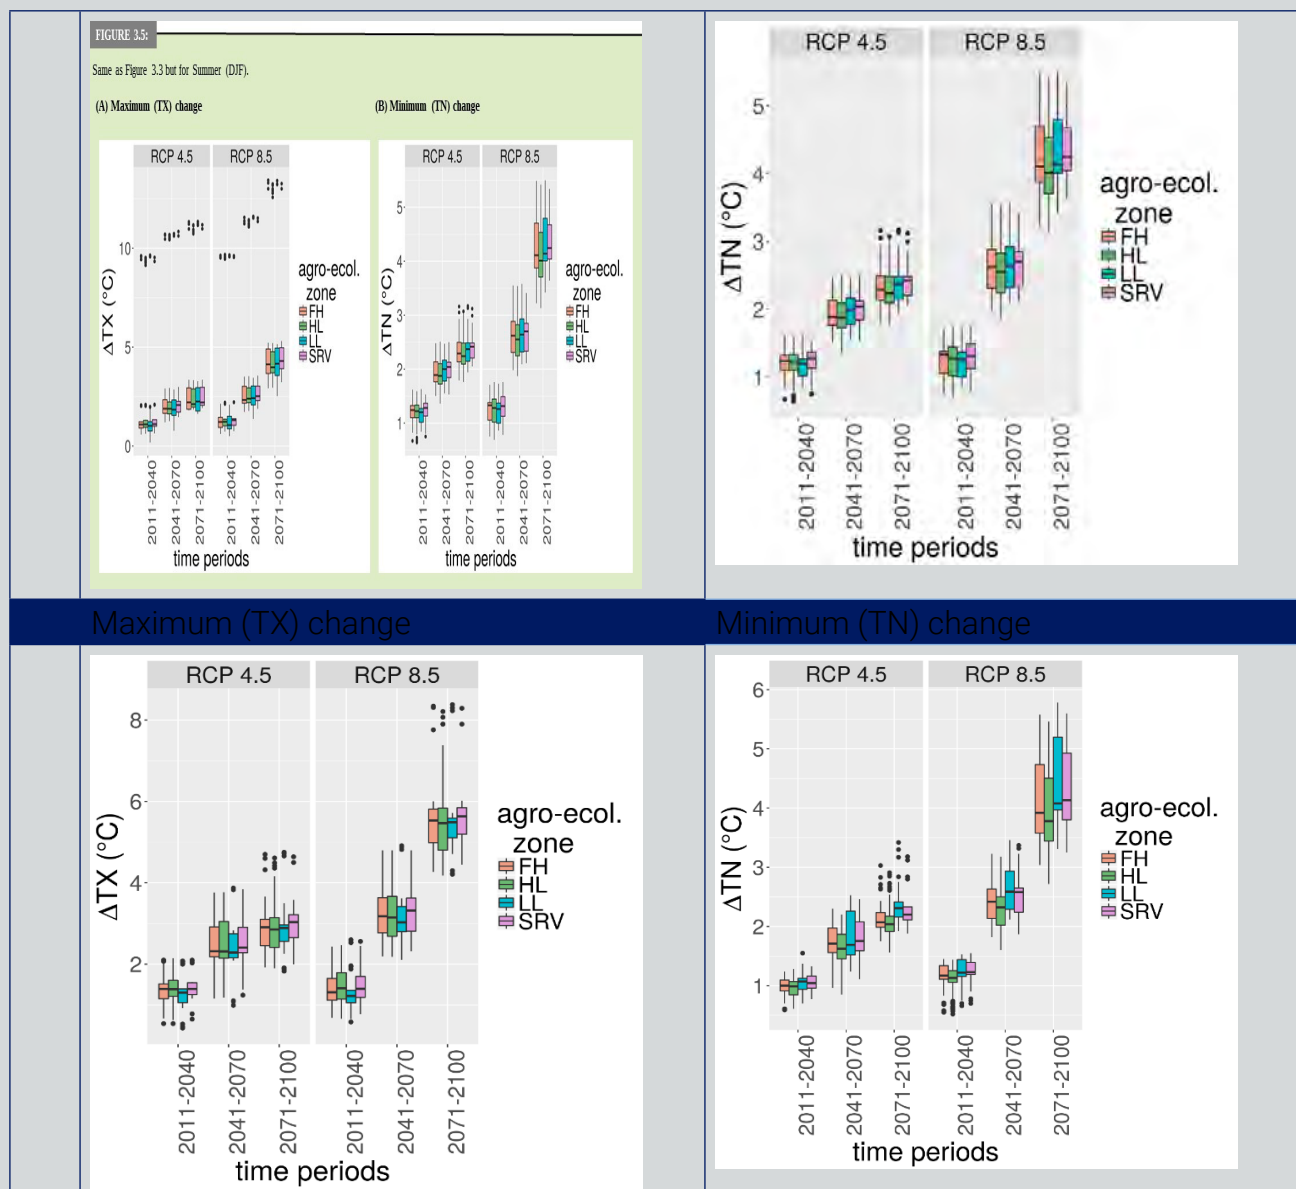 FIGURE 3.5:
Same as Figure 3.3 but for Summer (DJF).
(A) Maximum (TX) change
(B) Minimum (TN) change
RCP 4.5 RCP 8.5
10
5
0
ΔTX (°C)
2011-2040 2041-2070 2071-2100 2011-2040 2041-2070 2071-2100
time periods
agro-ecol.
zone
FH
HL
LL
SRV
RCP 4.5 RCP 8.5
5
4
3
2
1
ΔTN (°C)
2011-2040 2041-2070 2071-2100 2011-2040 2041-2070 2071-2100
time periods
agro-ecol.
zone
FH
HL
LL
SRV
RCP 4.5 RCP 8.5
5
4
3
2
1
ΔTN (°C)
2011-2040 2041-2070 2071-2100 2011-2040 2041-2070 2071-2100
time periods
agro-ecol.
zone
FH
HL
LL
SRV
Maximum (TX) change
Minimum (TN) change
RCP 4.5 RCP 8.5
8
6
4
2
ΔTX (°C)
2011-2040 2041-2070 2071-2100 2011-2040 2041-2070 2071-2100
time periods
agro-ecol.
zone
FH
HL
LL
SRV
RCP 4.5 RCP 8.5
6
5
4
3
2
1
ΔTN (°C)
2011-2040 2041-2070 2071-2100 2011-2040 2041-2070 2071-2100
time periods
agro-ecol.
zone
FH
HL
LL
SRV